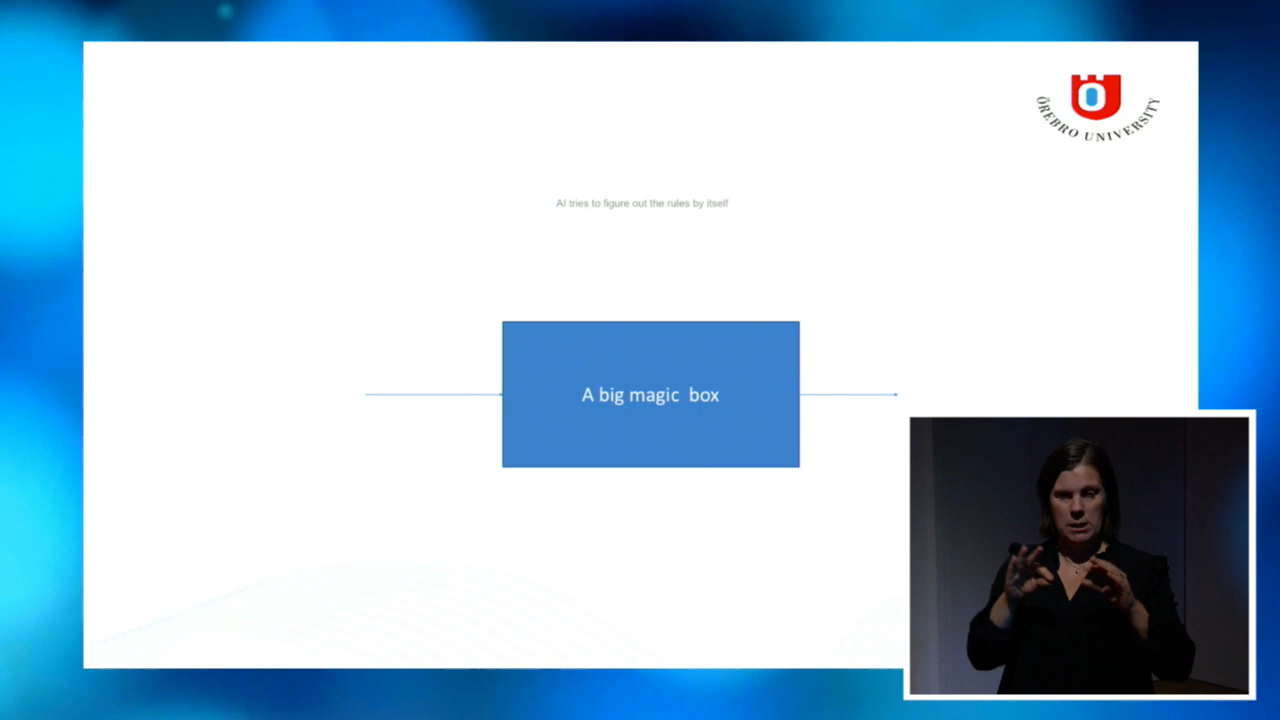 ÖREBRO UNIVERSITY
AI tries to figure out the rules by itself
A big magic  box